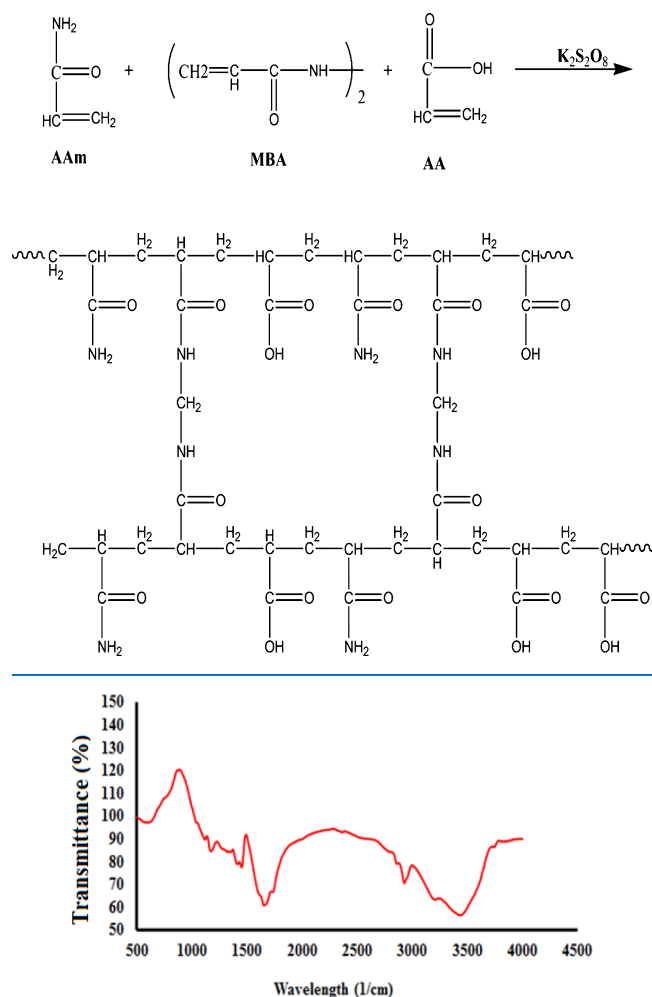 NH2
C O + ( CH2 C H C NH )2 + C OH K2S2O8
O
O
HC CH2
HC CH2
AAm MBA AA
H2 H H2 H2 H2 H2
C H2 CH C C C HC C HC C CH C CH
C O C O C O C O C O C O
NH2 NH OH NH2 NH OH
CH2 CH2
NH NH
C O C O
H2C H C H2 C CH H2 C H C H2 C CH H2 C C H H2 C CH H2 C CH
C O C O C O C O C O
NH2 OH NH2 OH OH
150
140
130
120
110
100
90
80
70
60
50
Transmittance (%)
500 1000 1500 2000 2500 3000 3500 4000 4500
Wavelength (1/cm)